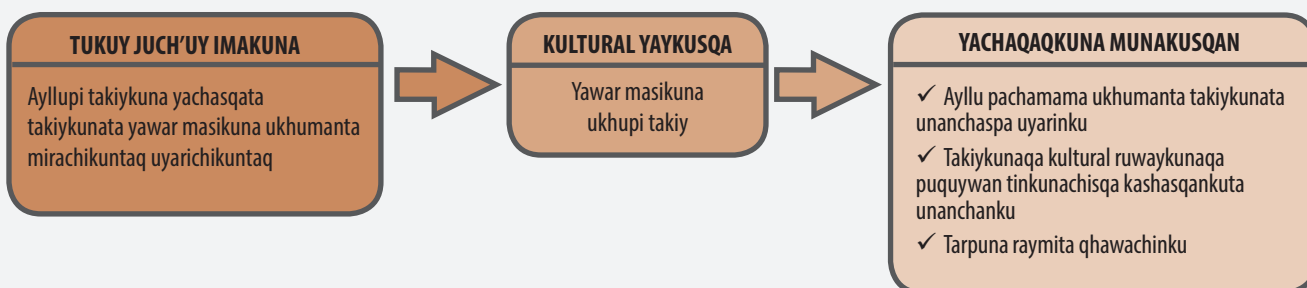 TUKUY JUCH’UY IMAKUNA
Ayllupi takiykuna yachasqata
takiykunata yawar masikuna ukhumanta
mirachikuntaq uyarichikuntaq
KULTURAL YAYKUSQA
Yawar masikuna
ukhupi takiy
YACHAQAQKUNA MUNAKUSQAN
✓ Ayllu pachamama ukhumanta takiykunata
unanchaspa uyarinku
✓ Takiykunaqa kultural ruwaykunaqa
puquywan tinkunachisqa kashasqankuta
unanchanku
✓ Tarpuna raymita qhawachinku